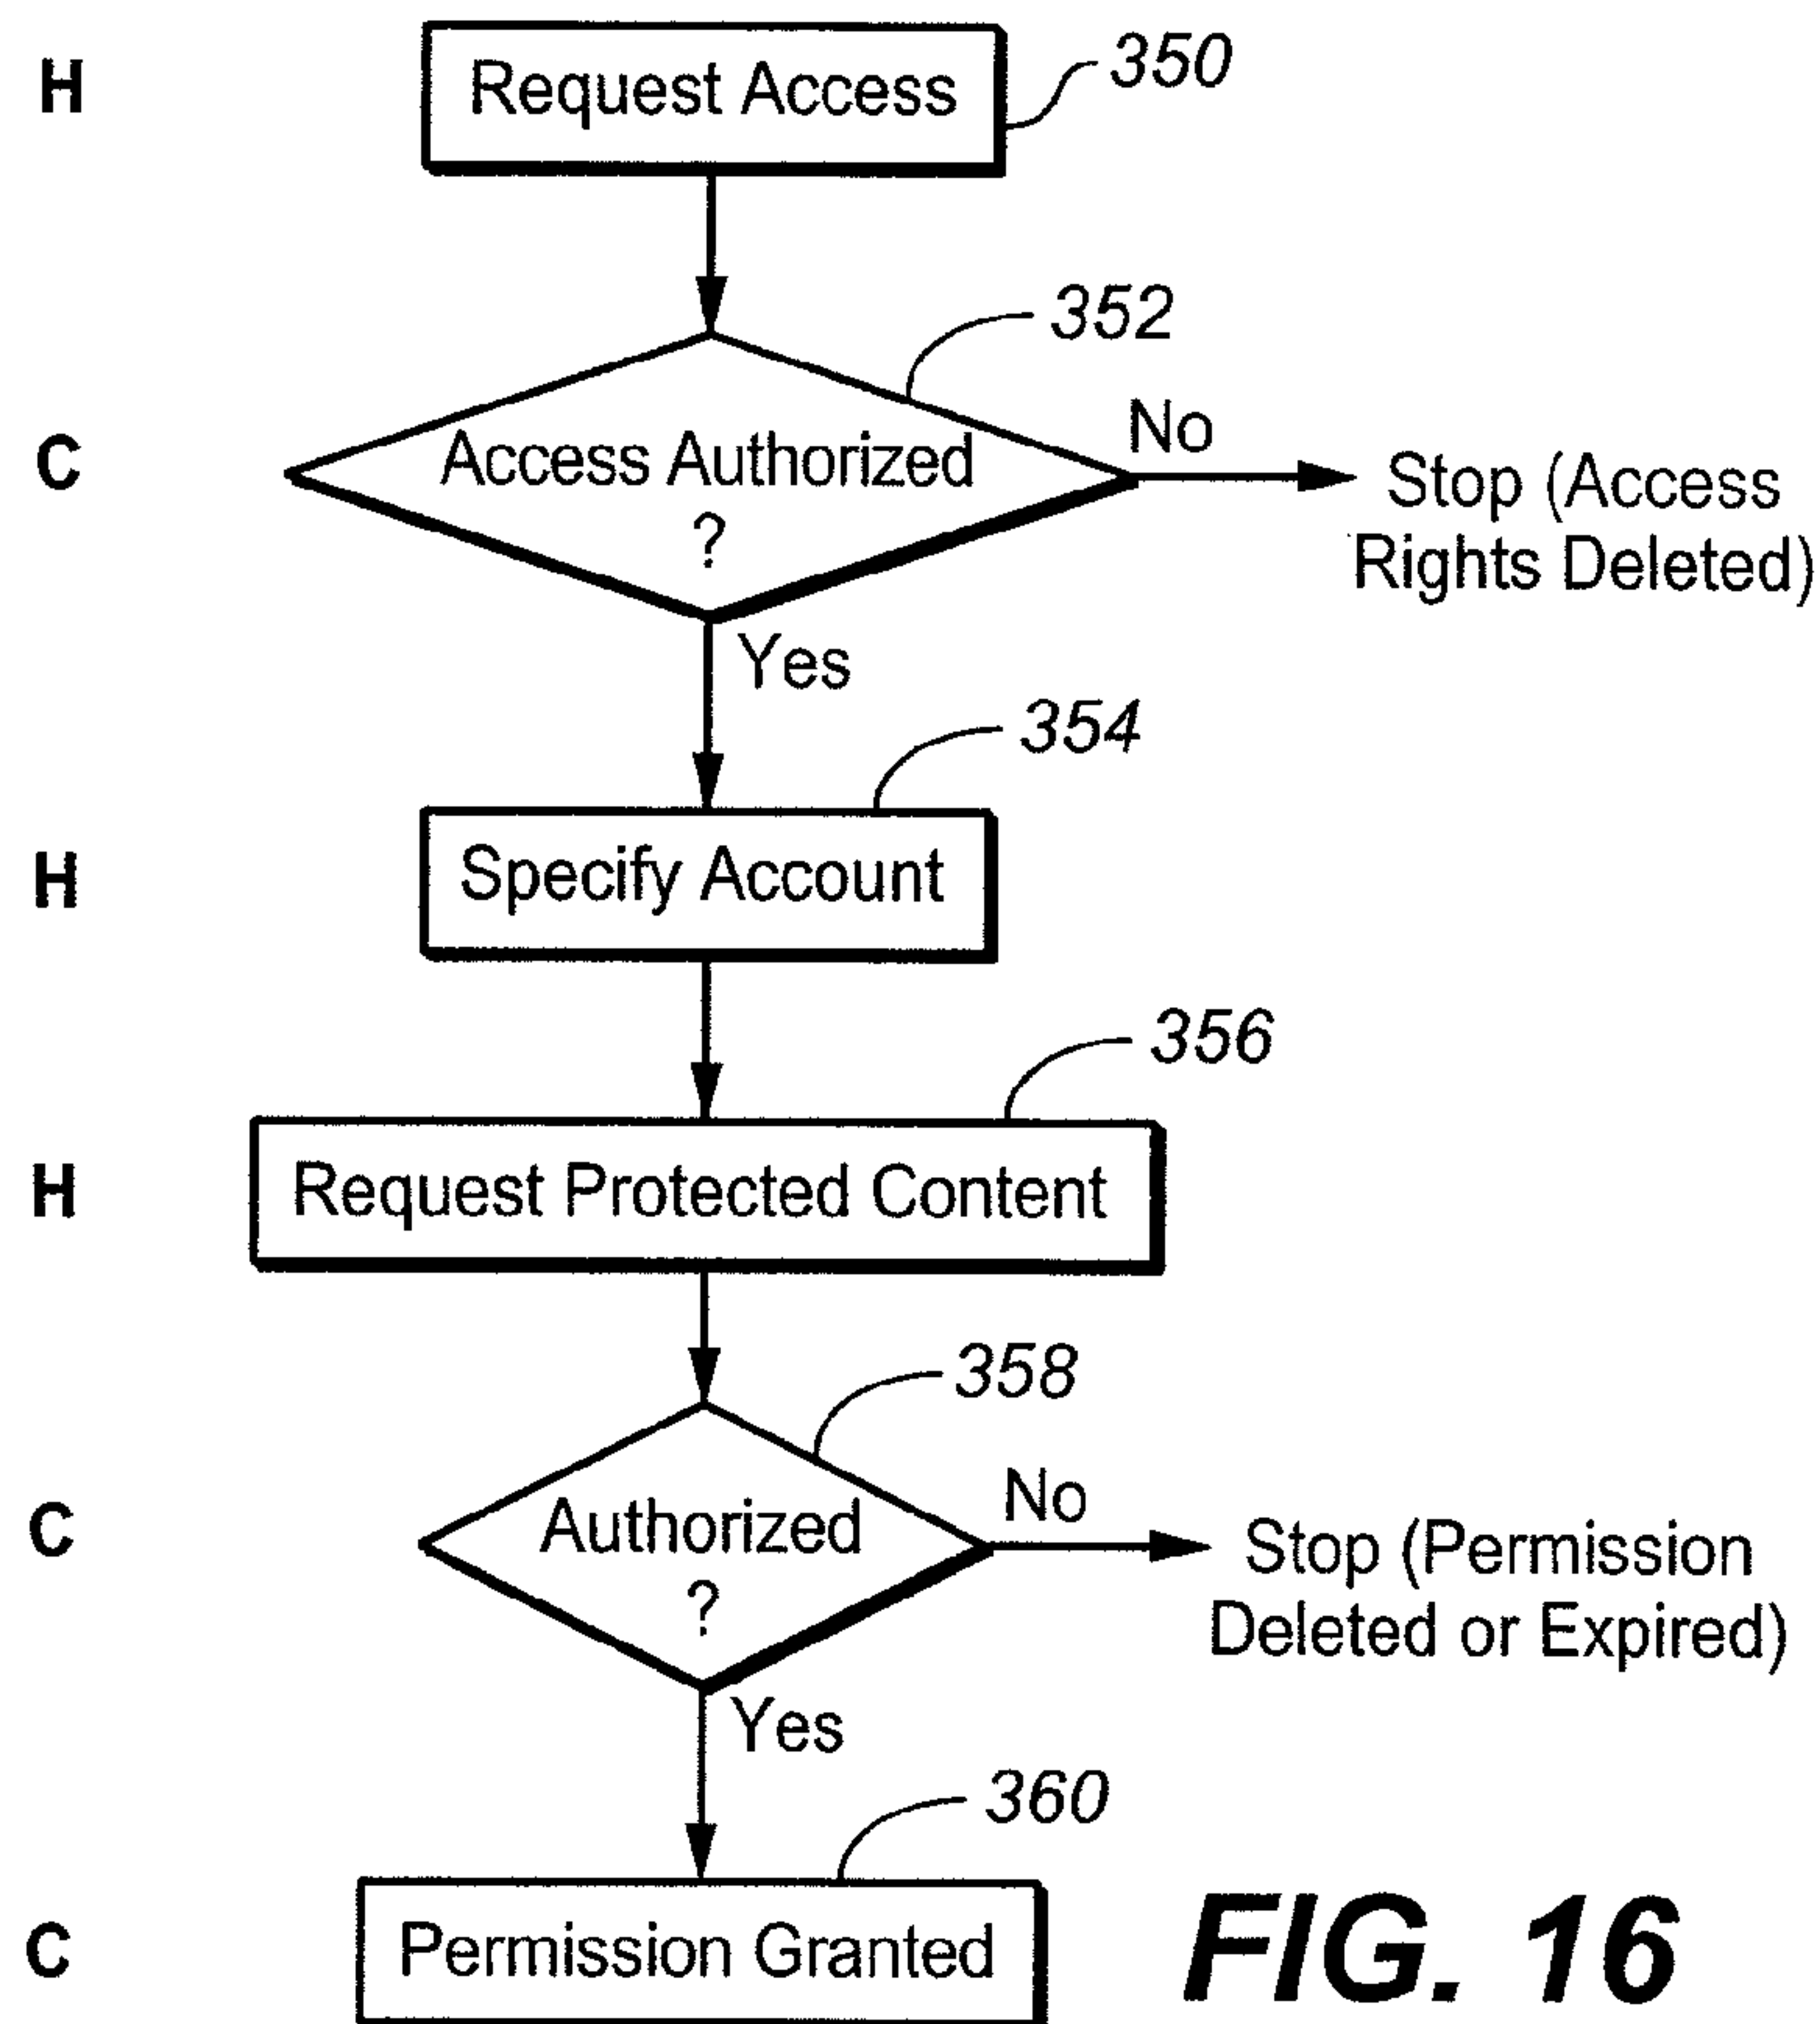 H
Request Access
350
352
C
Access Authorized
?
No
Stop (Access
Rights Deleted)
Yes
354
H
Specify Account
356
H
Request Protected Content
358
C
Authorized
?
No
Stop (Permission
Deleted or Expired)
Yes
360
C
Permission Granted
FIG. 16